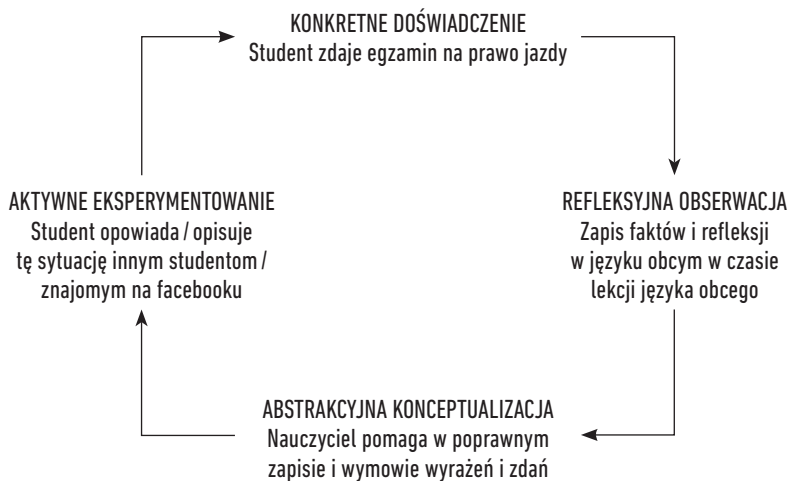 KONKRETNE DOŚWIADCZENIE
Student zdaje egzamin na prawo jazdy
REFLEKSYJNA OBSERWACJA
Zapis faktów i refleksji
w języku obcym w czasie
lekcji języka obcego
ABSTRAKCYJNA KONCEPTUALIZACJA
Nauczyciel pomaga w poprawnym
zapisie i wymowie wyrażeń i zdań
AKTYWNE EKSPERYMENTOWANIE
Student opowiada / opisuje
tę sytuację innym studentom /
znajomym na facebooku